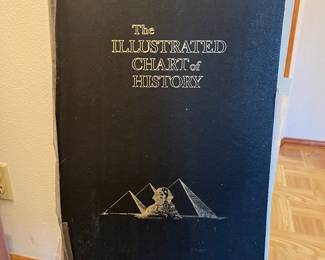 The
ILLUSTRATED
CHART of
HISTORY